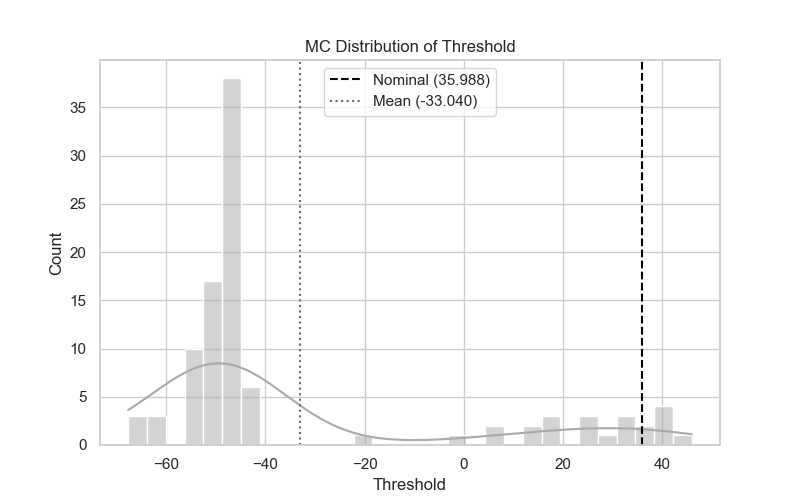 MC Distribution of Threshold
Nominal (35.988)
Mean (-33.040)
Count
35
30
25
20
15
10
5
0
−60 −40 −20 0 20 40
Threshold